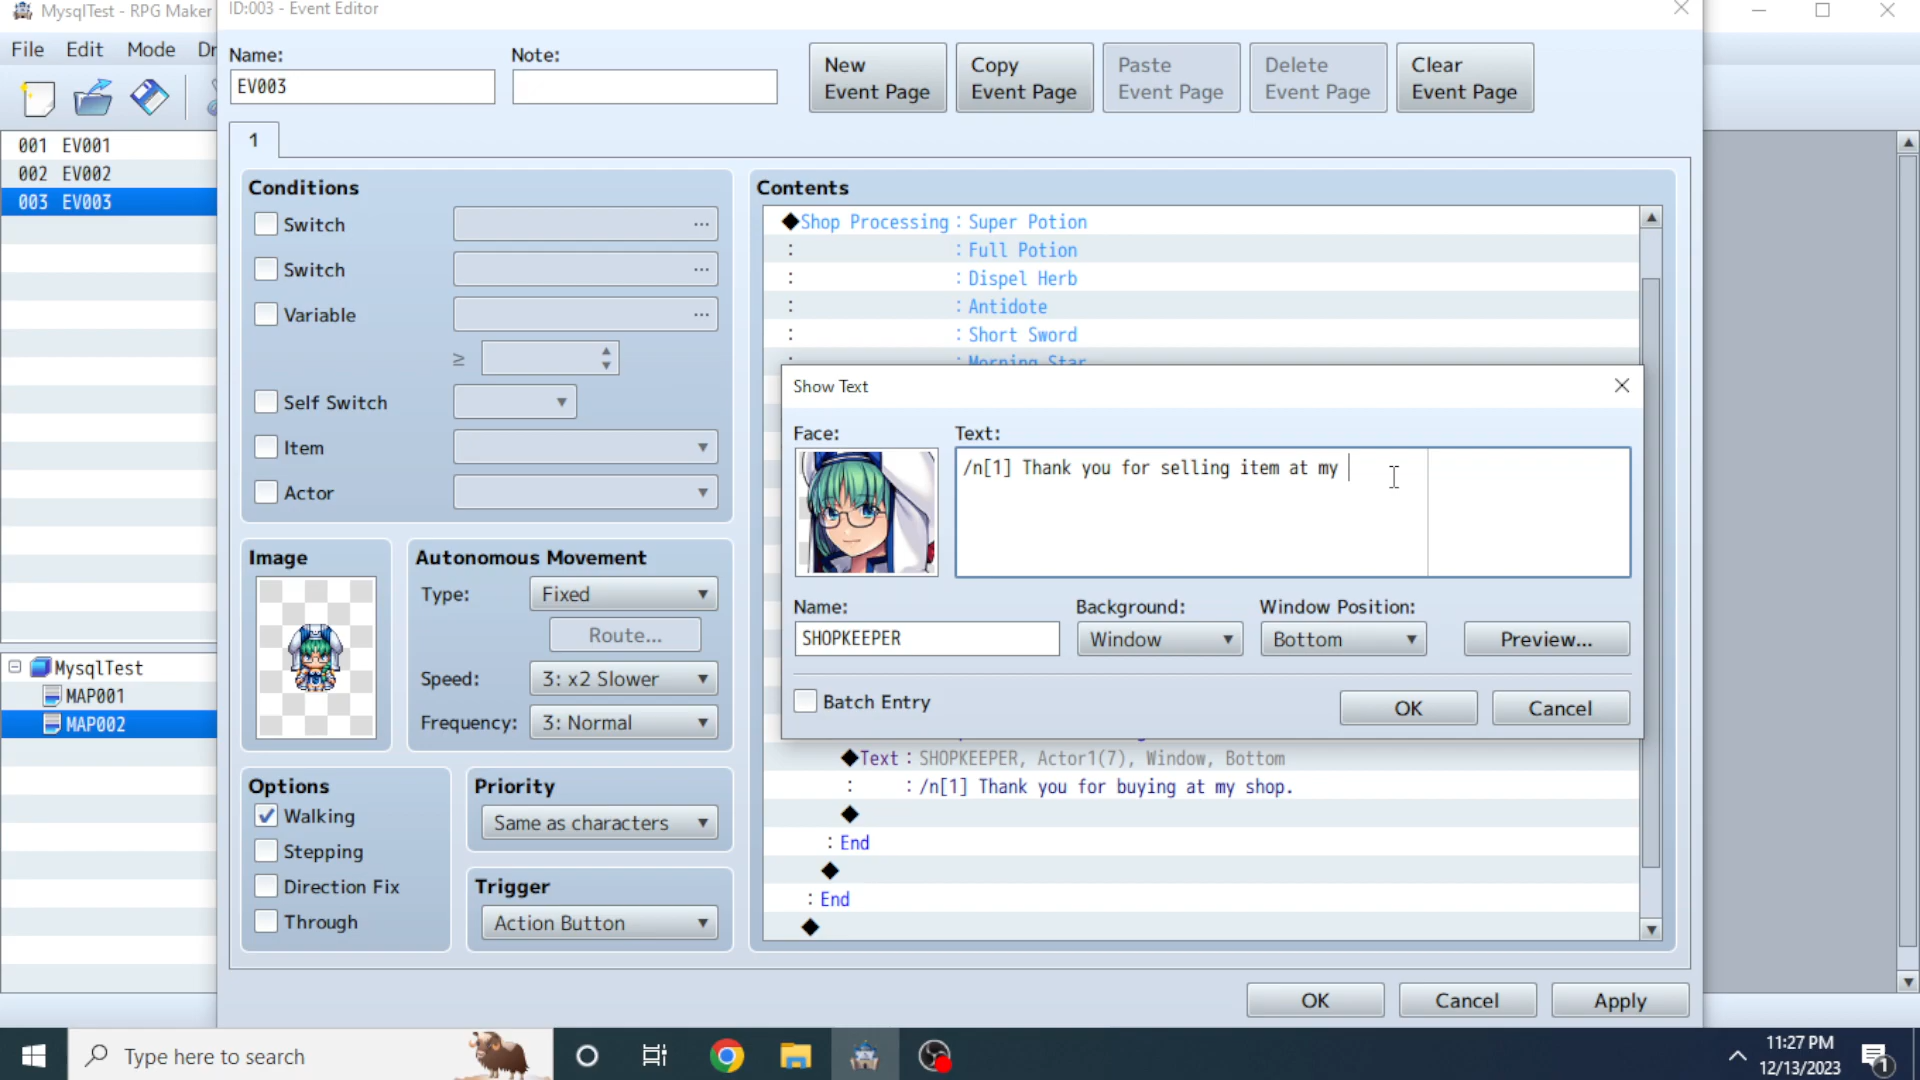 MysqlTest - RPG Maker
ID:003 - Event Editor
File Edit Mode Dr
Name:
EV003
Note:
New Event Page
Copy Event Page
Paste Event Page
Delete Event Page
Clear Event Page
001 EV001
002 EV002
003 EV003
1
Conditions
Switch ...
Switch ...
Variable ...
≥
Self Switch
Item
Actor
Image
Autonomous Movement
Type: Fixed
Route...
Speed: 3: x2 Slower
Frequency: 3: Normal
Options
Walking
Stepping
Direction Fix
Through
Priority
Same as characters
Trigger
Action Button
Contents
◆Shop Processing : Super Potion
: : Full Potion
: : Dispel Herb
: : Antidote
: : Short Sword
: : Morning Star
Show Text
Face:
Text:
/n[1] Thank you for selling item at my
Name:
SHOPKEEPER
Background:
Window
Window Position:
Bottom
Preview...
Batch Entry
OK
Cancel
◆Text : SHOPKEEPER, Actor1(7), Window, Bottom
: : /n[1] Thank you for buying at my shop.
◆
: End
◆
: End
◆
OK
Cancel
Apply
MysqlTest
MAP001
MAP002
Type here to search
11:27 PM
12/13/2023
1